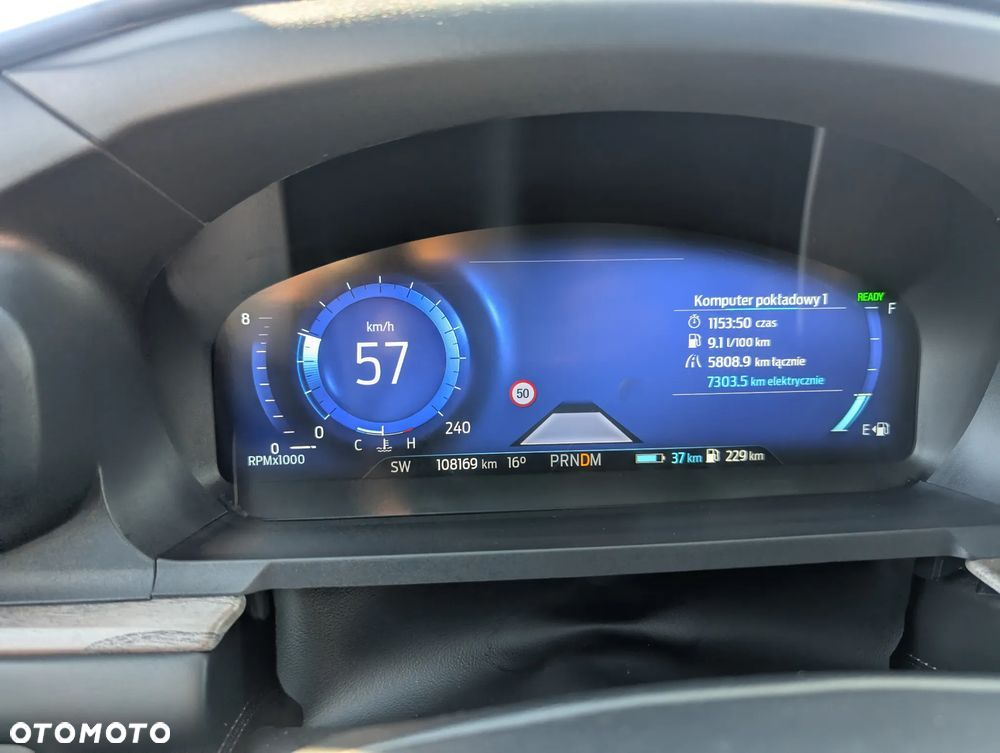 Komputer pokładowy 1
READY
F
1153:50 czas
9.1 l/100 km
5808.9 km łącznie
7303.5 km elektrycznie
8
km/h
57
50
0
0
240
C
H
E
RPMx1000
SW
108169 km
16°
PRNDM
37 km
229 km
OTOMOTO